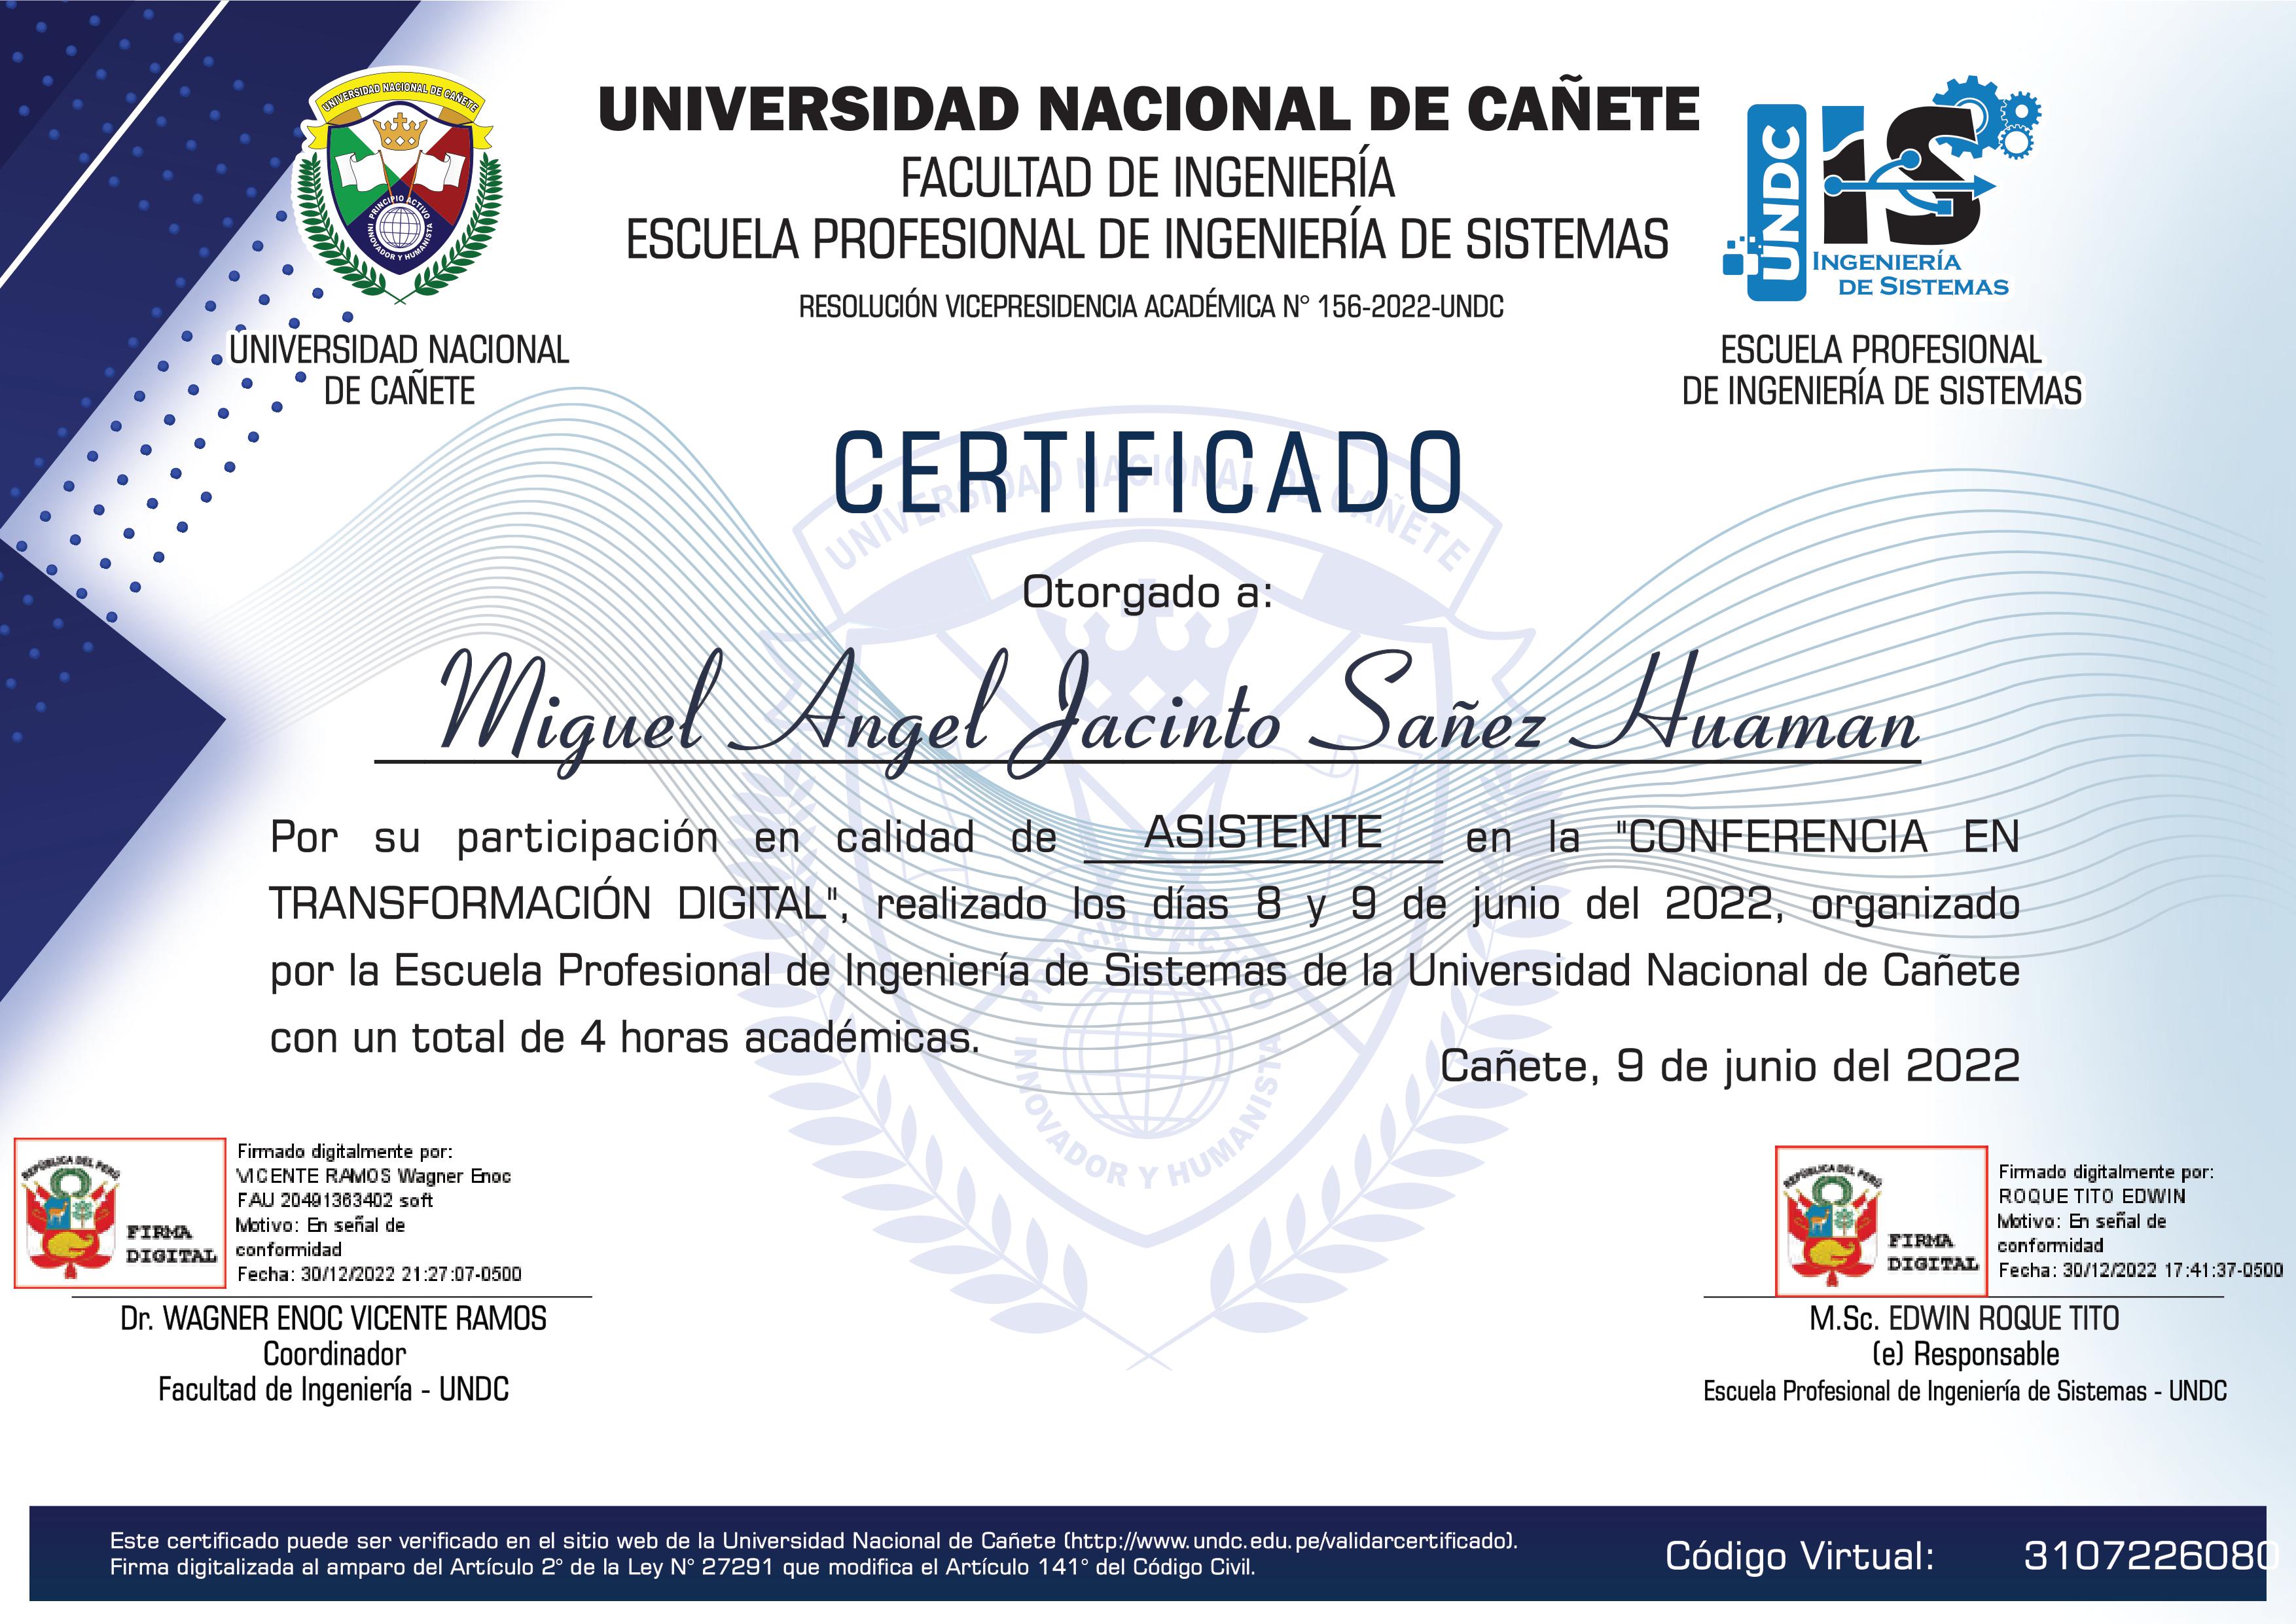 UNIVERSIDAD NACIONAL DE CAÑETE
UNIVERSIDAD NACIONAL DE CAÑETE
FACULTAD DE INGENIERÍA
ESCUELA PROFESIONAL DE INGENIERÍA DE SISTEMAS
RESOLUCIÓN VICEPRESIDENCIA ACADÉMICA N° 156-2022-UNDC
PRINCIPIO ACTIVO
INNOVADOR Y HUMANISTA
UNIVERSIDAD NACIONAL
DE CAÑETE
UNDC
IS
INGENIERÍA
DE SISTEMAS
ESCUELA PROFESIONAL
DE INGENIERÍA DE SISTEMAS
CERTIFICADO
UNIVERSIDAD NACIONAL DE CAÑETE
Otorgado a:
Miguel Angel Jacinto Sañez Huaman
Por su participación en calidad de ASISTENTE en la "CONFERENCIA EN
TRANSFORMACIÓN DIGITAL", realizado los días 8 y 9 de junio del 2022, organizado
por la Escuela Profesional de Ingeniería de Sistemas de la Universidad Nacional de Cañete
con un total de 4 horas académicas.
PRINCIPIO ACTIVO
INNOVADOR Y HUMANISTA
Cañete, 9 de junio del 2022
REPÚBLICA DEL PERÚ
FIRMA
DIGITAL
Firmado digitalmente por:
VICENTE RAMOS Wagner Enoc
FAU 20491363402 soft
Motivo: En señal de
conformidad
Fecha: 30/12/2022 21:27:07-0500
Dr. WAGNER ENOC VICENTE RAMOS
Coordinador
Facultad de Ingeniería - UNDC
REPÚBLICA DEL PERÚ
FIRMA
DIGITAL
Firmado digitalmente por:
ROQUE TITO EDWIN
Motivo: En señal de
conformidad
Fecha: 30/12/2022 17:41:37-0500
M.Sc. EDWIN ROQUE TITO
(e) Responsable
Escuela Profesional de Ingeniería de Sistemas - UNDC
Este certificado puede ser verificado en el sitio web de la Universidad Nacional de Cañete (http://www.undc.edu.pe/validarcertificado).
Firma digitalizada al amparo del Artículo 2° de la Ley N° 27291 que modifica el Artículo 141° del Código Civil.
Código Virtual: 3107226080